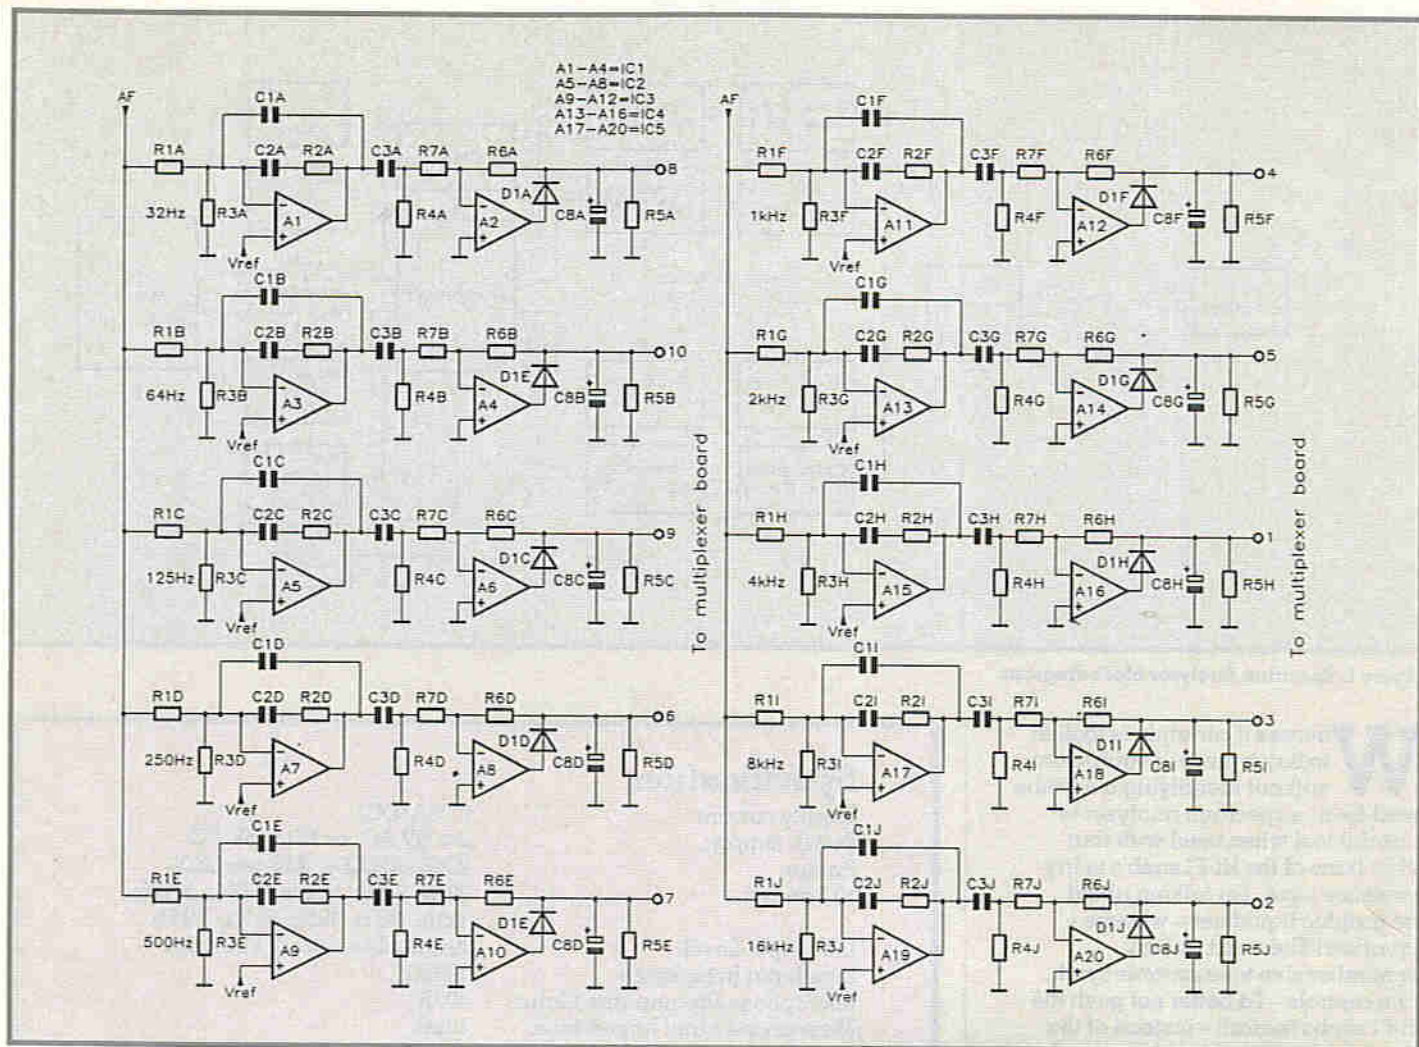 A1-A4=IC1
A5-A8=IC2
A9-A12=IC3
A13-A16=IC4
A17-A20=IC5
AF
C1A
R1A C2A R2A C3A R7A R6A
8
32Hz R3A A1 R4A A2 D1A C8A R5A
Vref
C1B
R1B C2B R2B C3B R7B R6B
10
64Hz R3B A3 R4B A4 D1E C8B R5B
Vref
C1C
R1C C2C R2C C3C R7C R6C
9
125Hz R3C A5 R4C A6 D1C C8C R5C
Vref
C1D
R1D C2D R2D C3D R7D R6D
6
250Hz R3D A7 R4D A8 D1D C8D R5D
Vref
C1E
R1E C2E R2E C3E R7E R6E
7
500Hz R3E A9 R4E A10 D1E C8D R5E
Vref
To multiplexer board
AF
C1F
R1F C2F R2F C3F R7F R6F
4
1kHz R3F A11 R4F A12 D1F C8F R5F
Vref
C1G
R1G C2G R2G C3G R7G R6G
5
2kHz R3G A13 R4G A14 D1G C8G R5G
Vref
C1H
R1H C2H R2H C3H R7H R6H
1
4kHz R3H A15 R4H A16 D1H C8H R5H
Vref
C1I
R1I C2I R2I C3I R7I R6I
3
8kHz R3I A17 R4I A18 D1I C8I R5I
Vref
C1J
R1J C2J R2J C3J R7J R6J
2
16kHz R3J A19 R4J A20 D1J C8J R5J
Vref
To multiplexer board